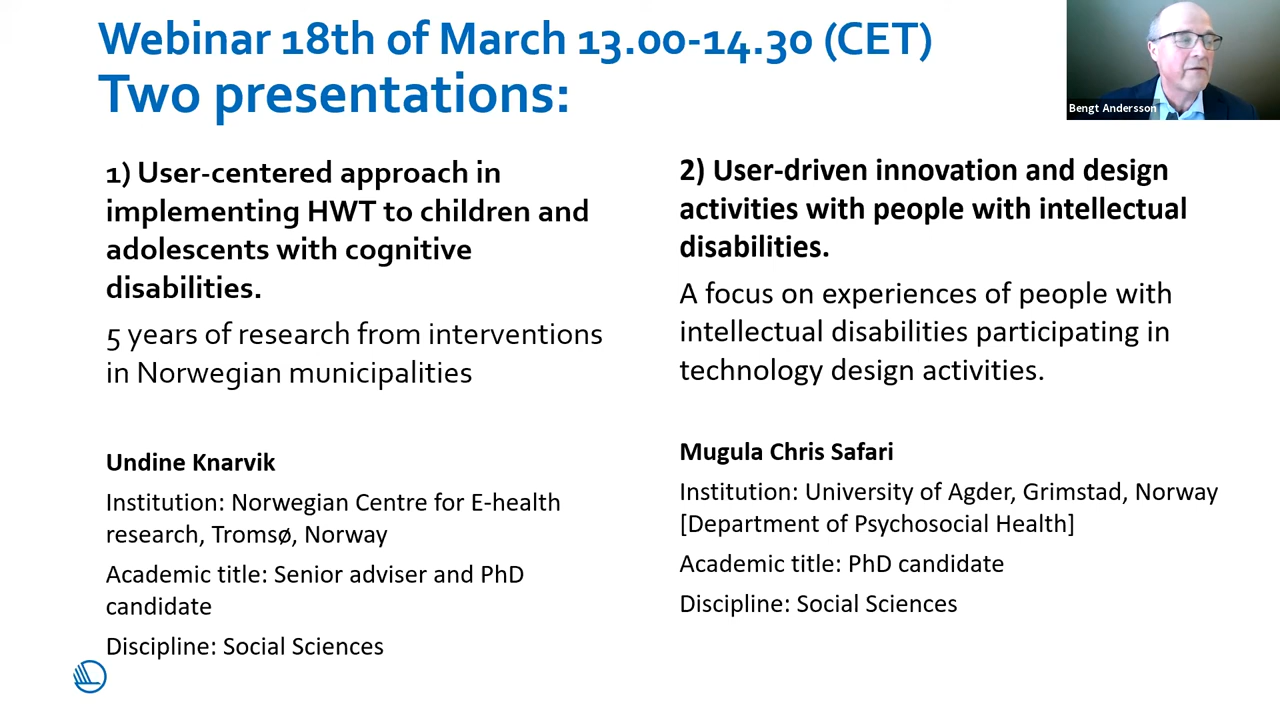 Webinar 18th of March 13.00-14.30 (CET)
Two presentations:
Bengt Andersson
1) User-centered approach in
implementing HWT to children and
adolescents with cognitive
disabilities.
5 years of research from interventions
in Norwegian municipalities
Undine Knarvik
Institution: Norwegian Centre for E-health
research, Tromsø, Norway
Academic title: Senior adviser and PhD
candidate
Discipline: Social Sciences
2) User-driven innovation and design
activities with people with intellectual
disabilities.
A focus on experiences of people with
intellectual disabilities participating in
technology design activities.
Mugula Chris Safari
Institution: University of Agder, Grimstad, Norway
[Department of Psychosocial Health]
Academic title: PhD candidate
Discipline: Social Sciences